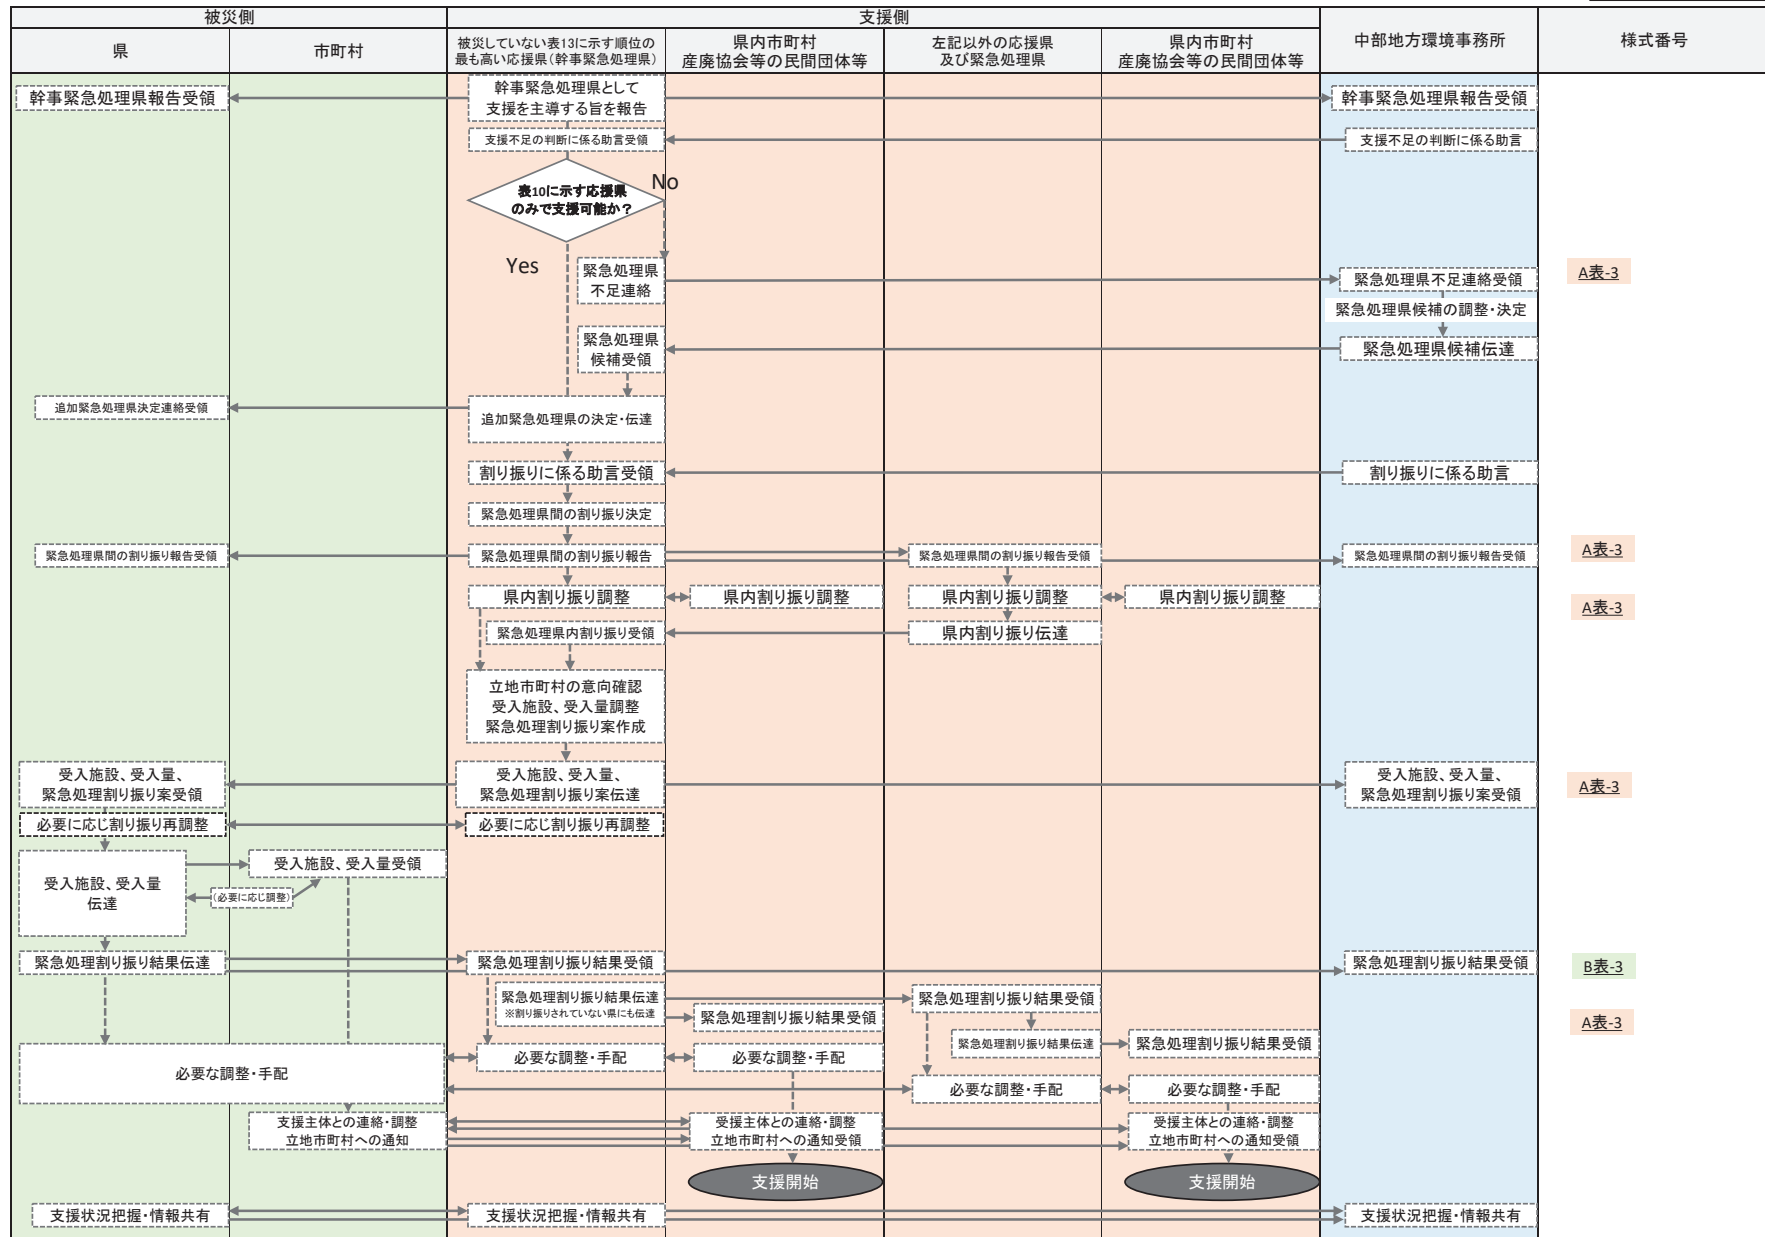 被災側
支援側
県
市町村
被災していない表13に示す順位の
最も高い応援県(幹事緊急処理県)
県内市町村
産廃協会等の民間団体等
左記以外の応援県
及び緊急処理県
県内市町村
産廃協会等の民間団体等
中部地方環境事務所
様式番号
幹事緊急処理県報告受領
幹事緊急処理県として
支援を主導する旨を報告
幹事緊急処理県報告受領
支援不足の判断に係る助言受領
支援不足の判断に係る助言
表10に示す応援県
のみで支援可能か？
No
Yes
緊急処理県
不足連絡
緊急処理県不足連絡受領
A表-3
緊急処理県候補の調整・決定
緊急処理県
候補受領
緊急処理県候補伝達
追加緊急処理県決定連絡受領
追加緊急処理県の決定・伝達
割り振りに係る助言受領
割り振りに係る助言
緊急処理県間の割り振り決定
緊急処理県間の割り振り報告受領
緊急処理県間の割り振り報告
緊急処理県間の割り振り報告受領
緊急処理県間の割り振り報告受領
A表-3
県内割り振り調整
県内割り振り調整
県内割り振り調整
県内割り振り調整
A表-3
緊急処理県内割り振り受領
県内割り振り伝達
立地市町村の意向確認
受入施設、受入量調整
緊急処理割り振り案作成
受入施設、受入量、
緊急処理割り振り案受領
受入施設、受入量、
緊急処理割り振り案伝達
受入施設、受入量、
緊急処理割り振り案受領
A表-3
必要に応じ割り振り再調整
必要に応じ割り振り再調整
受入施設、受入量
伝達
受入施設、受入量受領
(必要に応じ調整)
緊急処理割り振り結果伝達
緊急処理割り振り結果受領
緊急処理割り振り結果受領
B表-3
緊急処理割り振り結果伝達
※割り振りされていない県にも伝達
緊急処理割り振り結果受領
緊急処理割り振り結果受領
A表-3
緊急処理割り振り結果伝達
緊急処理割り振り結果受領
必要な調整・手配
必要な調整・手配
必要な調整・手配
必要な調整・手配
必要な調整・手配
支援主体との連絡・調整
立地市町村への通知
受援主体との連絡・調整
立地市町村への通知受領
受援主体との連絡・調整
立地市町村への通知受領
支援開始
支援開始
支援状況把握・情報共有
支援状況把握・情報共有
支援状況把握・情報共有